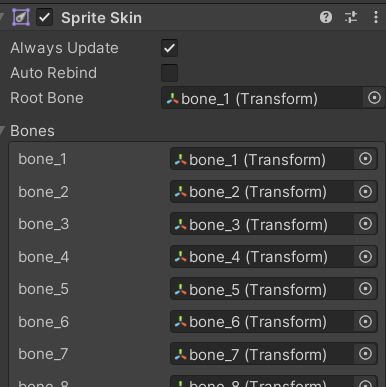 Sprite Skin
Always Update
Auto Rebind
Root Bone bone_1 (Transform)
Bones
bone_1 bone_1 (Transform)
bone_2 bone_2 (Transform)
bone_3 bone_3 (Transform)
bone_4 bone_4 (Transform)
bone_5 bone_5 (Transform)
bone_6 bone_6 (Transform)
bone_7 bone_7 (Transform)
bone_8 bone_8 (Transform)